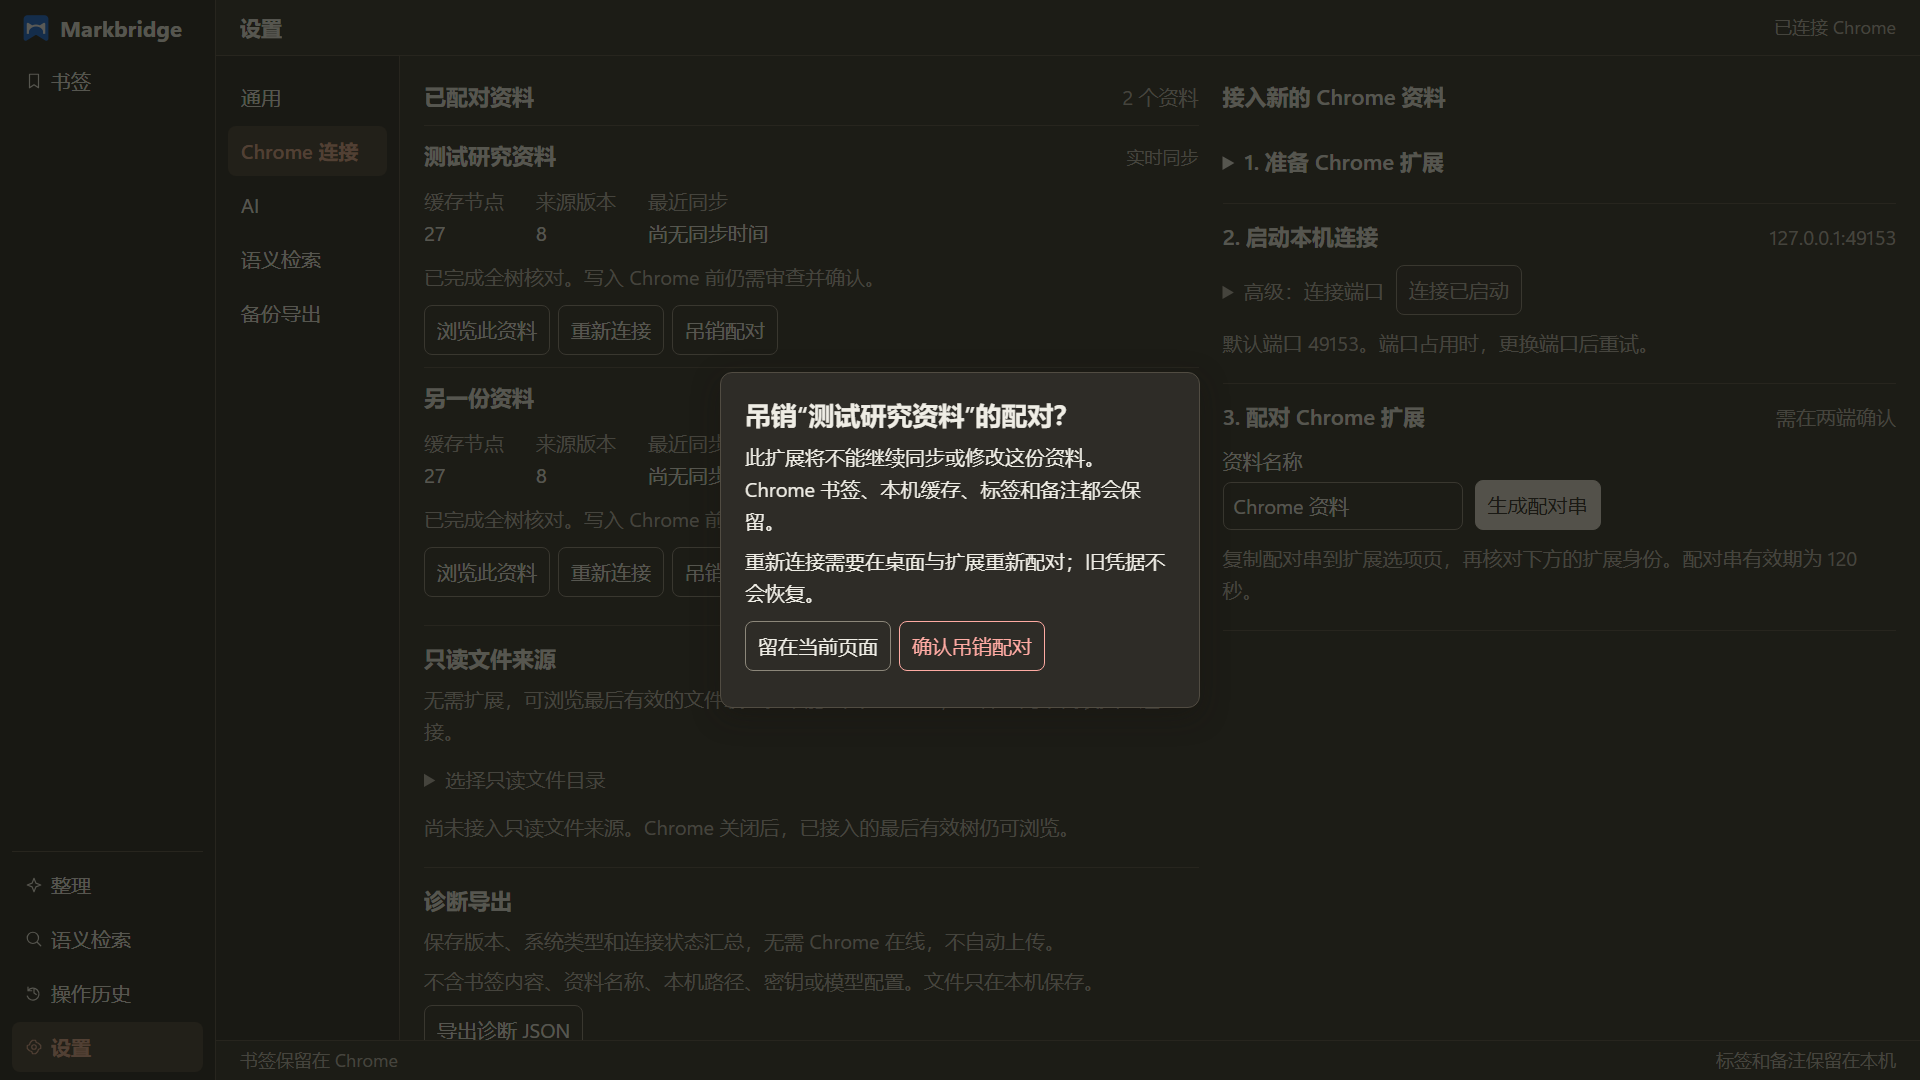 Markbridge
书签
整理
语义检索
操作历史
设置
设置
已连接 Chrome
通用
Chrome 连接
AI
语义检索
备份导出
已配对资料
2 个资料
测试研究资料
实时同步
缓存节点 来源版本 最近同步
27 8 尚无同步时间
已完成全树核对。写入 Chrome 前仍需审查并确认。
浏览此资料 重新连接 吊销配对
另一份资料
缓存节点 来源版本 最近同步
27 8 尚无同步
已完成全树核对。写入 Chrome 前
浏览此资料 重新连接 吊销
只读文件来源
无需扩展，可浏览最后有效的文件
接。
选择只读文件目录
尚未接入只读文件来源。Chrome 关闭后，已接入的最后有效树仍可浏览。
诊断导出
保存版本、系统类型和连接状态汇总，无需 Chrome 在线，不自动上传。
不含书签内容、资料名称、本机路径、密钥或模型配置。文件只在本机保存。
导出诊断 JSON
接入新的 Chrome 资料
1. 准备 Chrome 扩展
2. 启动本机连接
127.0.0.1:49153
高级：连接端口 连接已启动
默认端口 49153。端口占用时，更换端口后重试。
3. 配对 Chrome 扩展
需在两端确认
资料名称
Chrome 资料 生成配对串
复制配对串到扩展选项页，再核对下方的扩展身份。配对串有效期为 120
秒。
吊销“测试研究资料”的配对？
此扩展将不能继续同步或修改这份资料。
Chrome 书签、本机缓存、标签和备注都会保
留。
重新连接需要在桌面与扩展重新配对；旧凭据不
会恢复。
留在当前页面 确认吊销配对
书签保留在 Chrome
标签和备注保留在本机